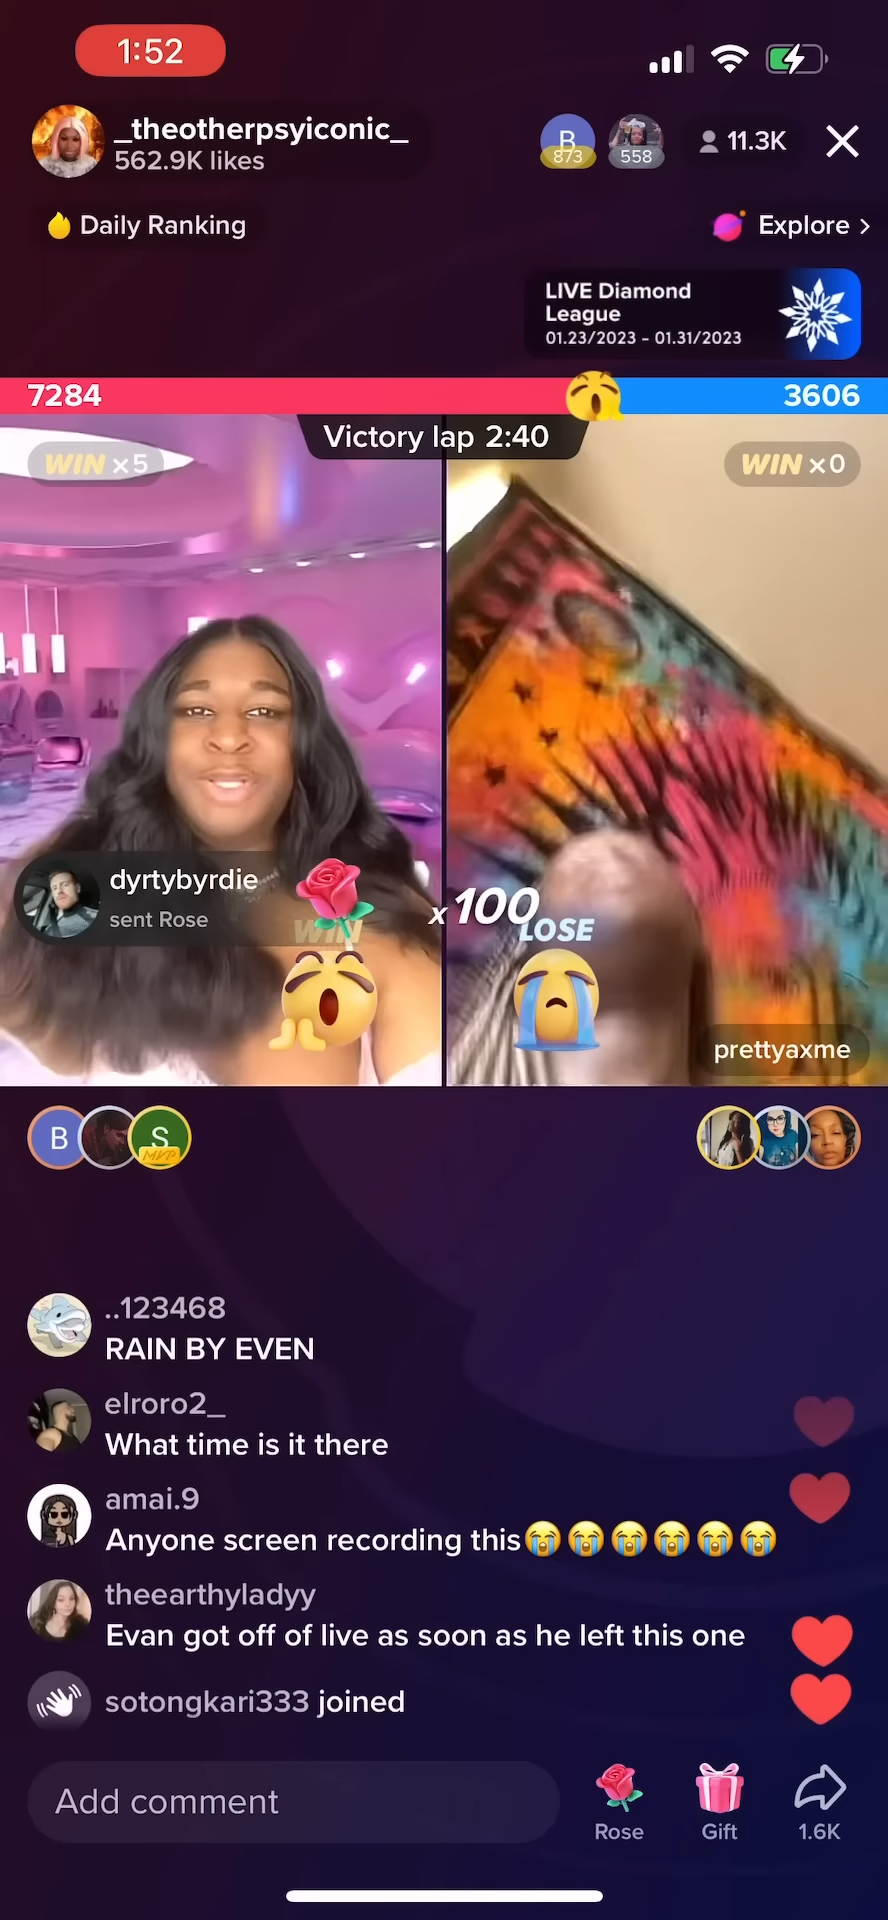 1:52
_theotherpsyiconic_
562.9K likes
B
873
558
11.3K
Daily Ranking
Explore >
LIVE Diamond
League
01.23/2023 - 01.31/2023
7284
3606
Victory lap 2:40
WIN x5
WIN x0
dyrtybyrdie
sent Rose
x 100
WIN
LOSE
prettyaxme
B
S
MVP
..123468
RAIN BY EVEN
elroro2_
What time is it there
amai.9
Anyone screen recording this😭😭😭😭😭😭
theearthyladyy
Evan got off of live as soon as he left this one
sotongkari333 joined
Add comment
Rose
Gift
1.6K